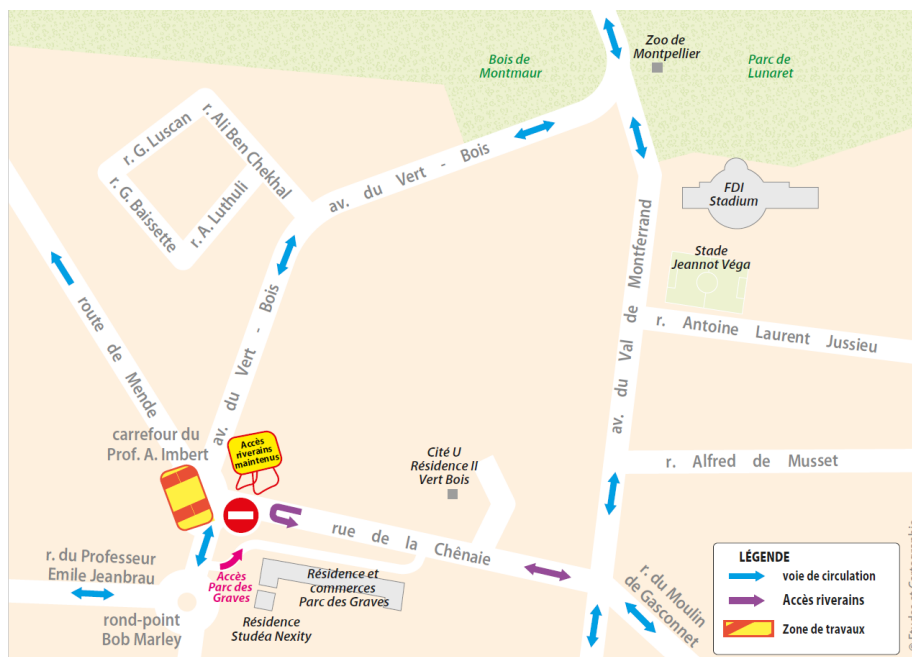 Zoo de
Montpellier
Bois de
Montmaur
Parc de
Lunaret
r. G. Luscan
r. Ali Ben Chekhal
r. G. Baissette
r. A. Luthuli
av. du Vert - Bois
FDI
Stadium
Stade
Jeannot Véga
route de Mende
av. du Vert - Bois
av. du Val de Montferrand
r. Antoine Laurent Jussieu
carrefour du
Prof. A. Imbert
Accès
riverains
maintenus
Cité U
Résidence II
Vert Bois
r. Alfred de Musset
rue de la Chênaie
r. du Professeur
Emile Jeanbrau
Accès
Parc des
Graves
Résidence et
commerces
Parc des Graves
r. du Moulin
de Gasconnet
rond-point
Bob Marley
Résidence
Studéa Nexity
LÉGENDE
voie de circulation
Accès riverains
Zone de travaux